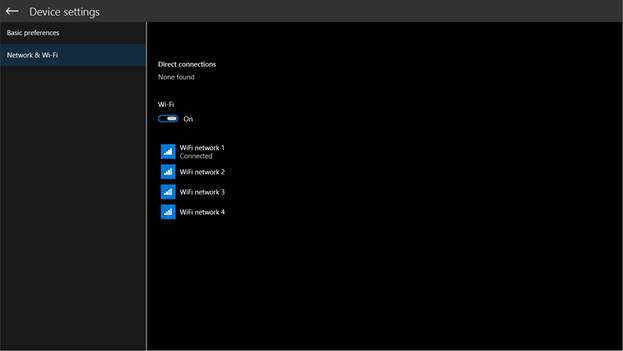 Device settings
Basic preferences
Network & Wi-Fi
Direct connections
None found
Wi-Fi
On
WiFi network 1
Connected
WiFi network 2
WiFi network 3
WiFi network 4